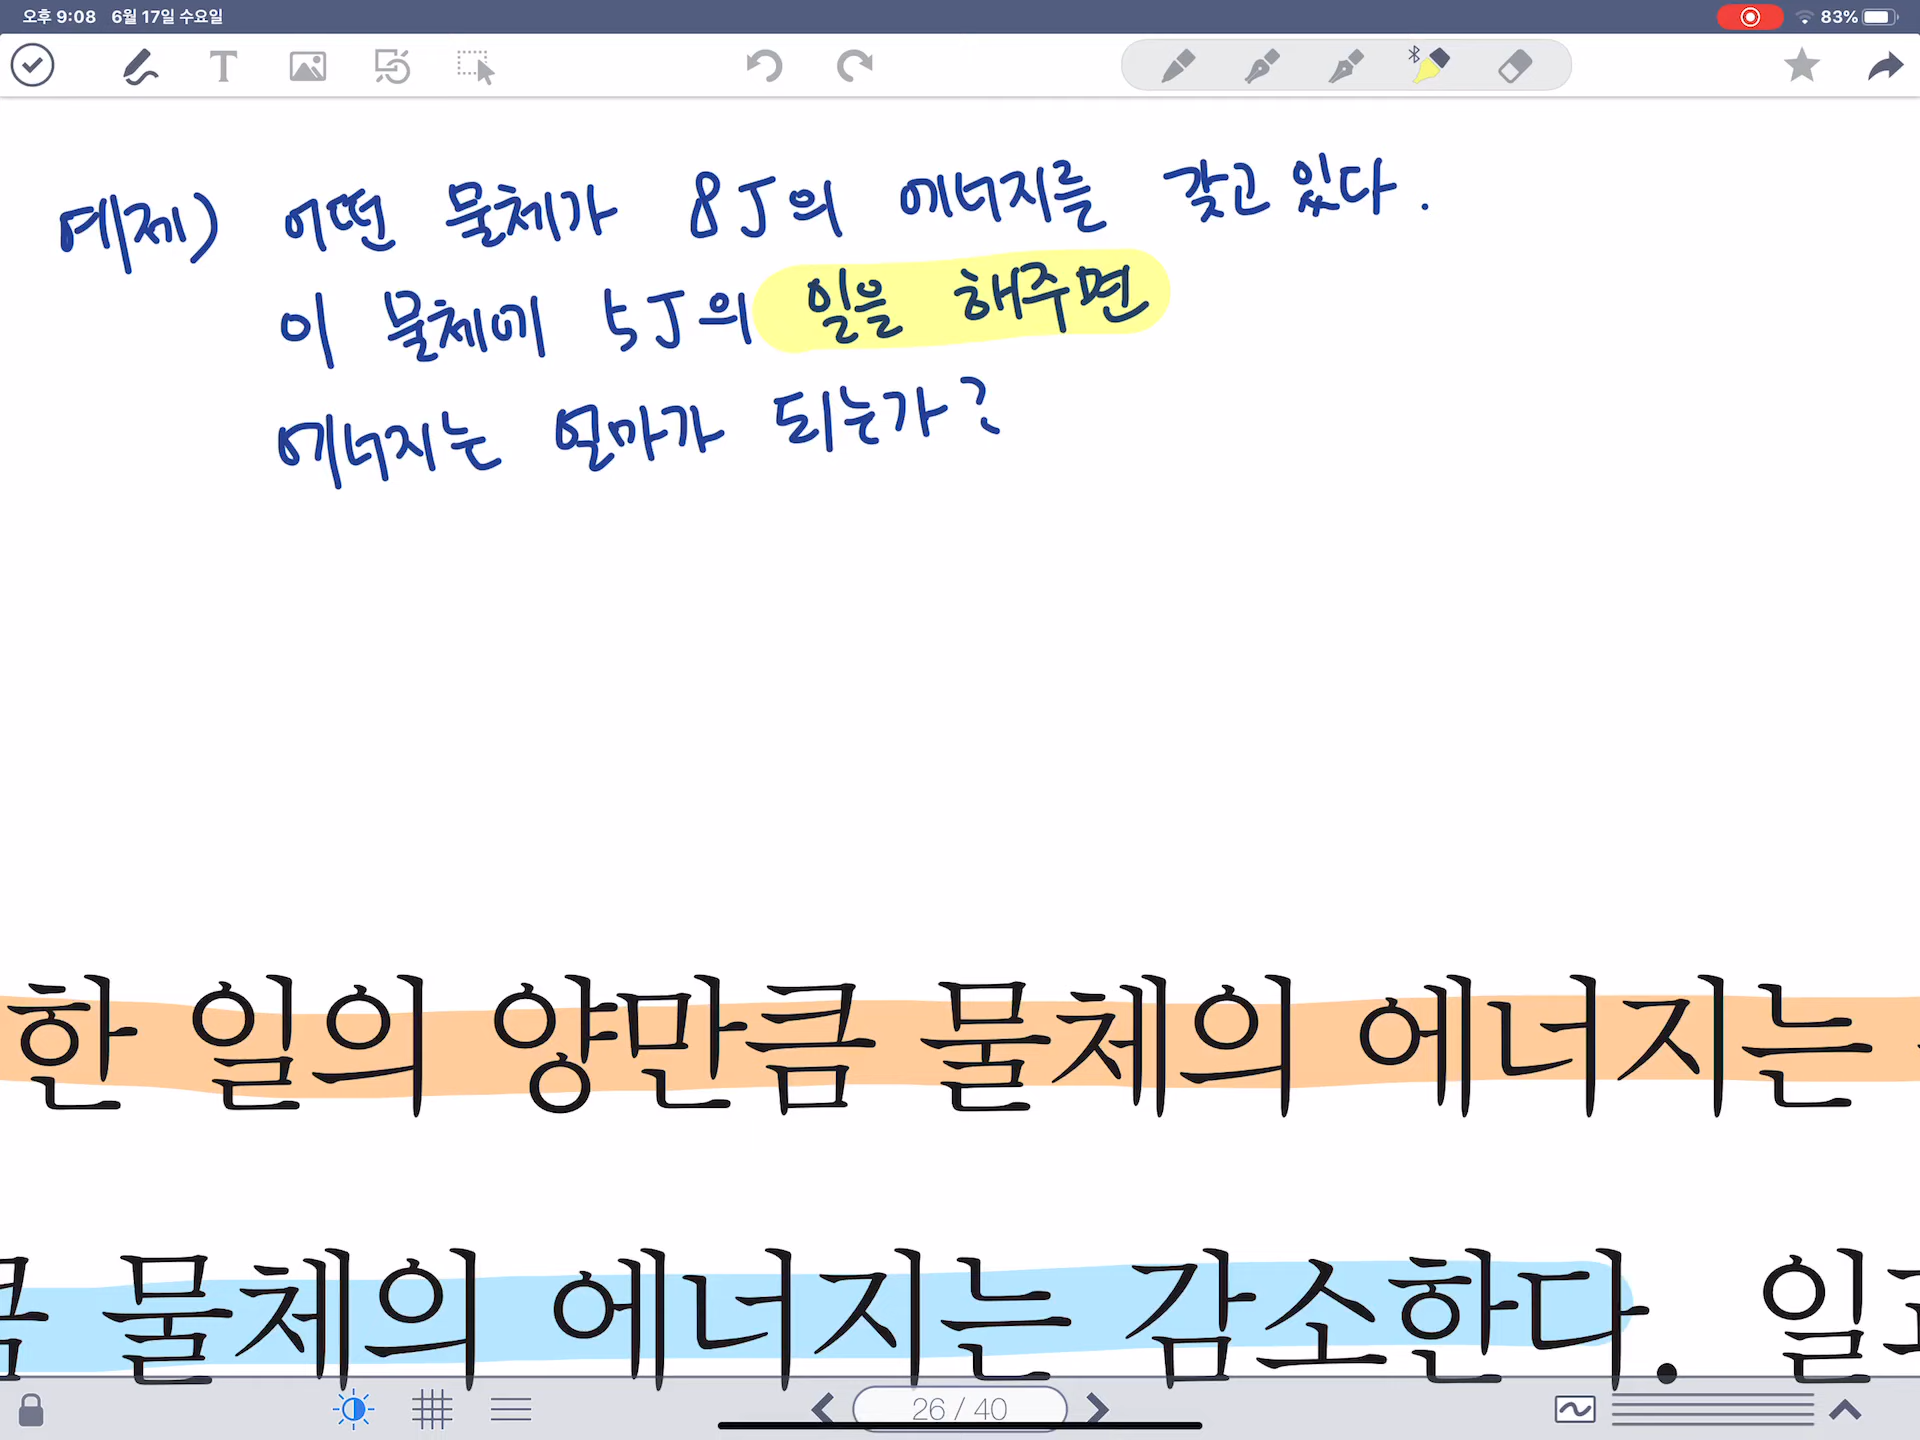 오후 9:08 6월 17일 수요일
83%
T
예제) 어떤 물체가 8J의 에너지를 갖고 있다.
이 물체에 5J의 일을 해주면
에너지는 얼마가 되는가?
한 일의 양만큼 물체의 에너지는
큼 물체의 에너지는 감소한다. 일과
26 / 40